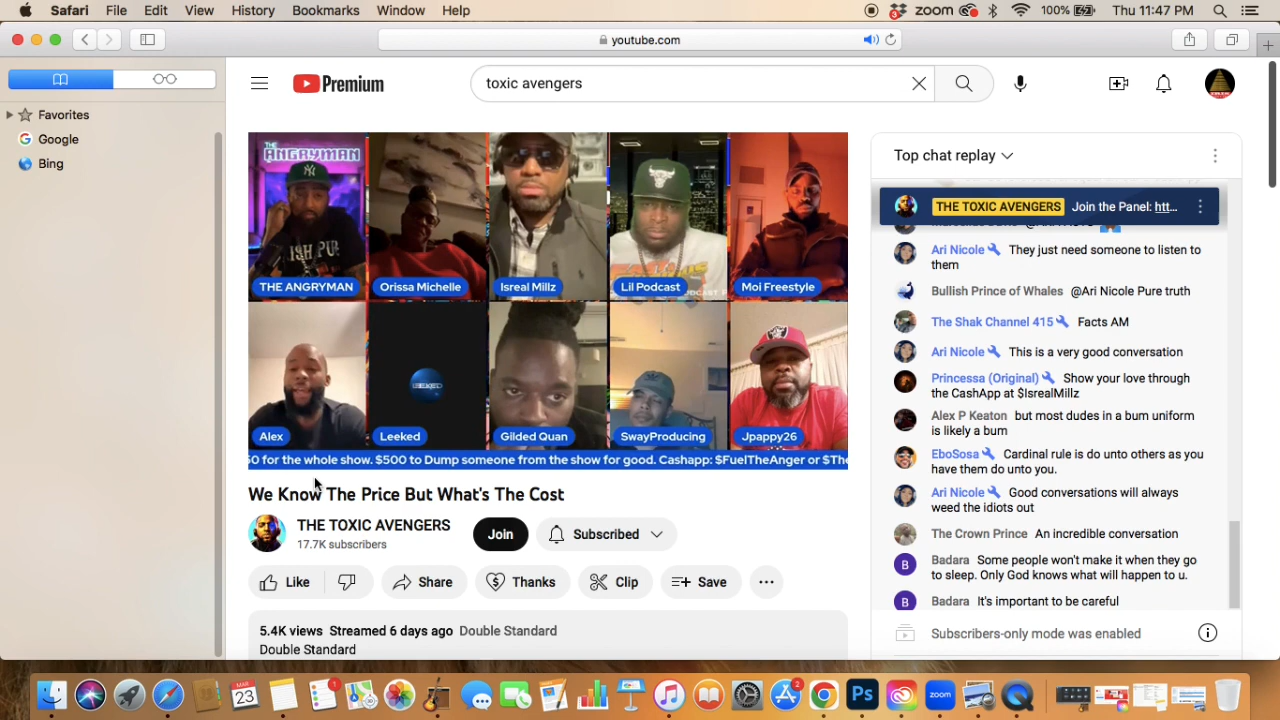 Safari File Edit View History Bookmarks Window Help
zoom 100% Thu 11:47 PM
youtube.com
Premium
toxic avengers
Favorites
Google
Bing
THE
ANGRYMAN
THE ANGRYMAN
Orissa Michelle
Isreal Millz
Lil Podcast
Moi Freestyle
LEEKED
Alex
Leeked
Gilded Quan
SwayProducing
Jpappy26
0 for the whole show. $500 to Dump someone from the show for good. Cashapp: $FuelTheAnger or $The
We Know The Price But What's The Cost
THE TOXIC AVENGERS
17.7K subscribers
Join
Subscribed
Like
Share
Thanks
Clip
Save
5.4K views Streamed 6 days ago Double Standard
Double Standard
Top chat replay
THE TOXIC AVENGERS Join the Panel: htt...
Ari Nicole They just need someone to listen to
them
Bullish Prince of Whales @Ari Nicole Pure truth
The Shak Channel 415 Facts AM
Ari Nicole This is a very good conversation
Princessa (Original) Show your love through
the CashApp at $IsrealMillz
Alex P Keaton but most dudes in a bum uniform
is likely a bum
EboSosa Cardinal rule is do unto others as you
have them do unto you.
Ari Nicole Good conversations will always
weed the idiots out
The Crown Prince An incredible conversation
B Badara Some people won't make it when they go
to sleep. Only God knows what will happen to u.
B Badara It's important to be careful
Subscribers-only mode was enabled
MAR
23
1
2
Ps
zoom